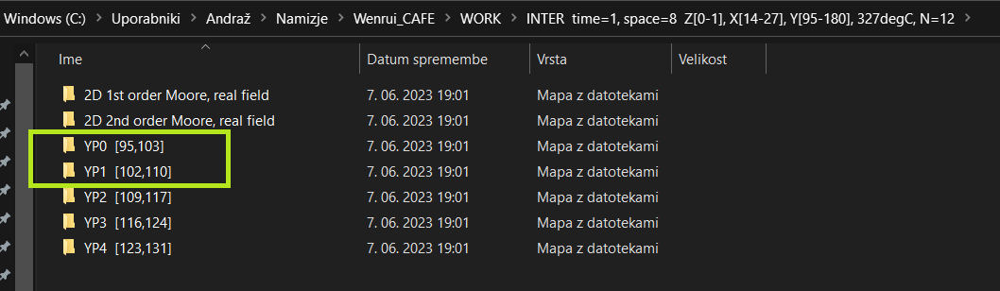 Windows (C:) > Uporabniki > Andraž > Namizje > Wenrui_CAFE > WORK > INTER time=1, space=8 Z[0-1], X[14-27], Y[95-180], 327degC, N=12 >
Ime Datum spremembe Vrsta Velikost
2D 1st order Moore, real field 7. 06. 2023 19:01 Mapa z datotekami
2D 2nd order Moore, real field 7. 06. 2023 19:01 Mapa z datotekami
YP0 [95,103] 7. 06. 2023 19:01 Mapa z datotekami
YP1 [102,110] 7. 06. 2023 19:01 Mapa z datotekami
YP2 [109,117] 7. 06. 2023 19:01 Mapa z datotekami
YP3 [116,124] 7. 06. 2023 19:01 Mapa z datotekami
YP4 [123,131] 7. 06. 2023 19:01 Mapa z datotekami